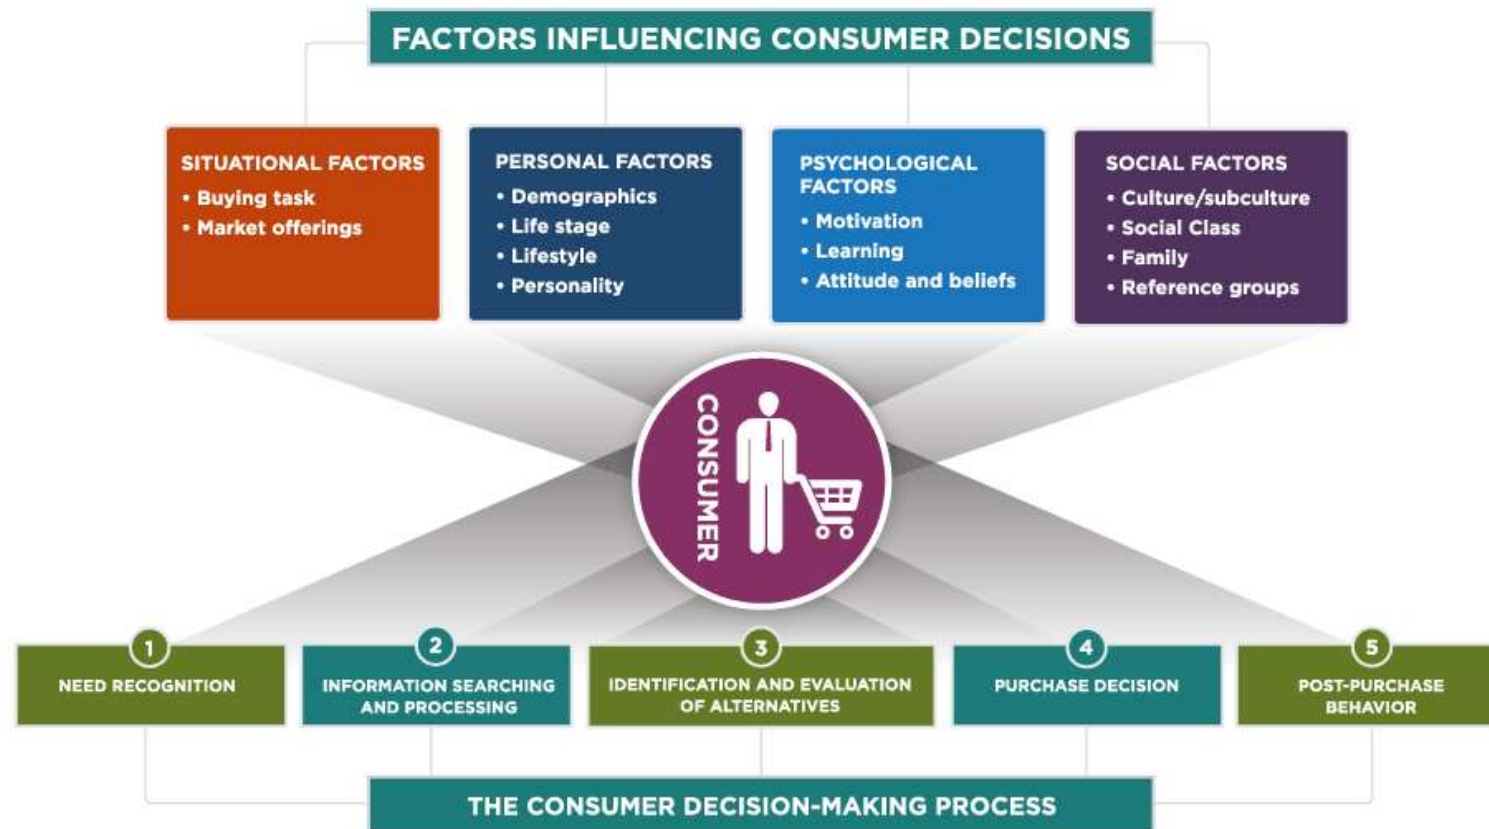 FACTORS INFLUENCING CONSUMER DECISIONS
SITUATIONAL FACTORS
• Buying task
• Market offerings
PERSONAL FACTORS
• Demographics
• Life stage
• Lifestyle
• Personality
PSYCHOLOGICAL
FACTORS
• Motivation
• Learning
• Attitude and beliefs
SOCIAL FACTORS
• Culture/subculture
• Social Class
• Family
• Reference groups
CONSUMER
1
NEED RECOGNITION
2
INFORMATION SEARCHING
AND PROCESSING
3
IDENTIFICATION AND EVALUATION
OF ALTERNATIVES
4
PURCHASE DECISION
5
POST-PURCHASE
BEHAVIOR
THE CONSUMER DECISION-MAKING PROCESS